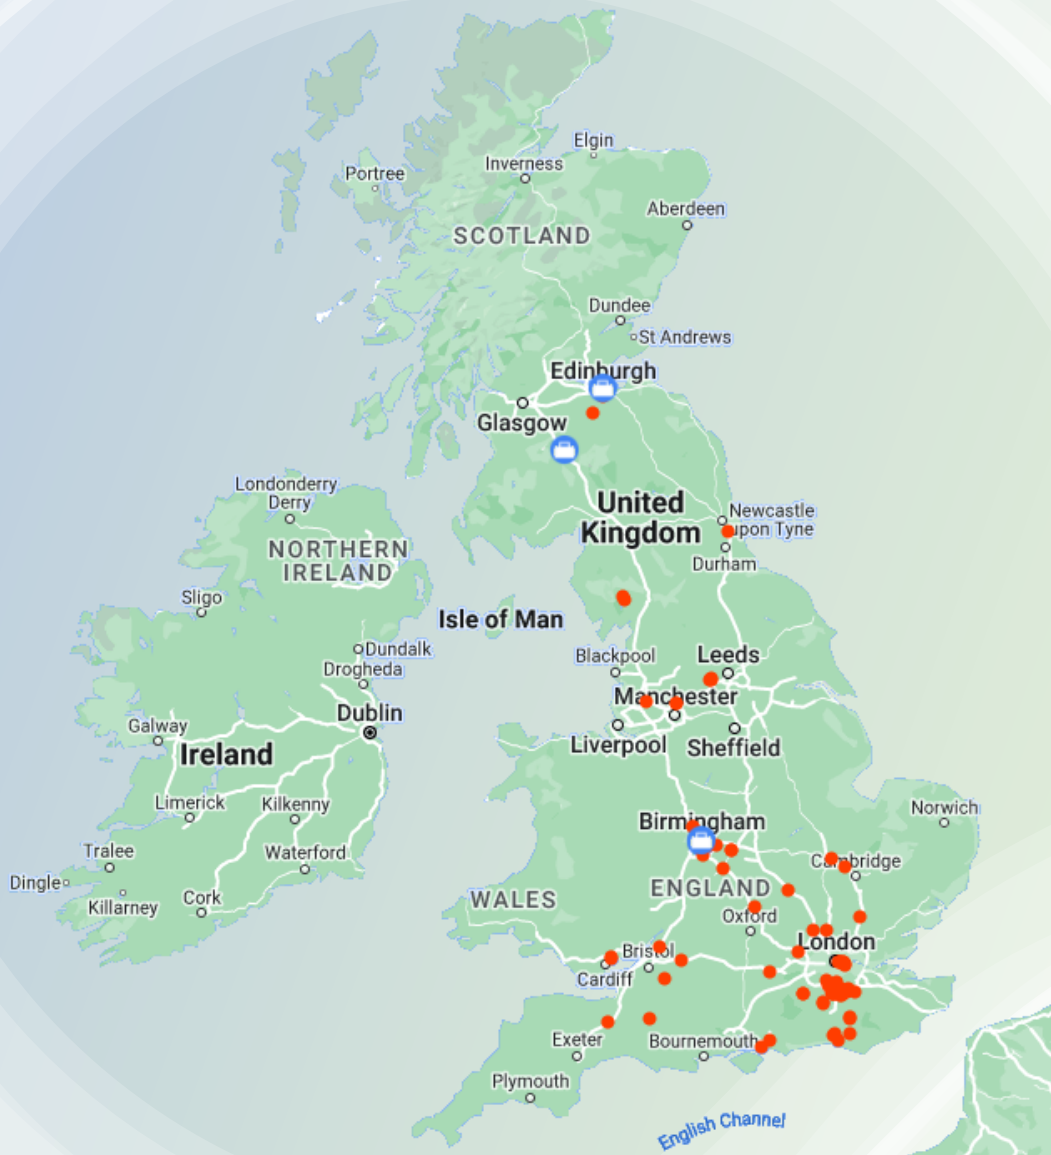 Elgin
Inverness
Portree
Aberdeen
SCOTLAND
Dundee
St Andrews
Edinburgh
Glasgow
Londonderry
Derry
United
Kingdom
Newcastle
upon Tyne
NORTHERN
IRELAND
Durham
Sligo
Isle of Man
Dundalk
Blackpool
Leeds
Drogheda
Manchester
Dublin
Galway
Ireland
Liverpool
Sheffield
Limerick
Kilkenny
Norwich
Birmingham
Tralee
Waterford
Cambridge
Dingle
Killarney
Cork
WALES
ENGLAND
Oxford
London
Bristol
Cardiff
Exeter
Bournemouth
Plymouth
English Channel